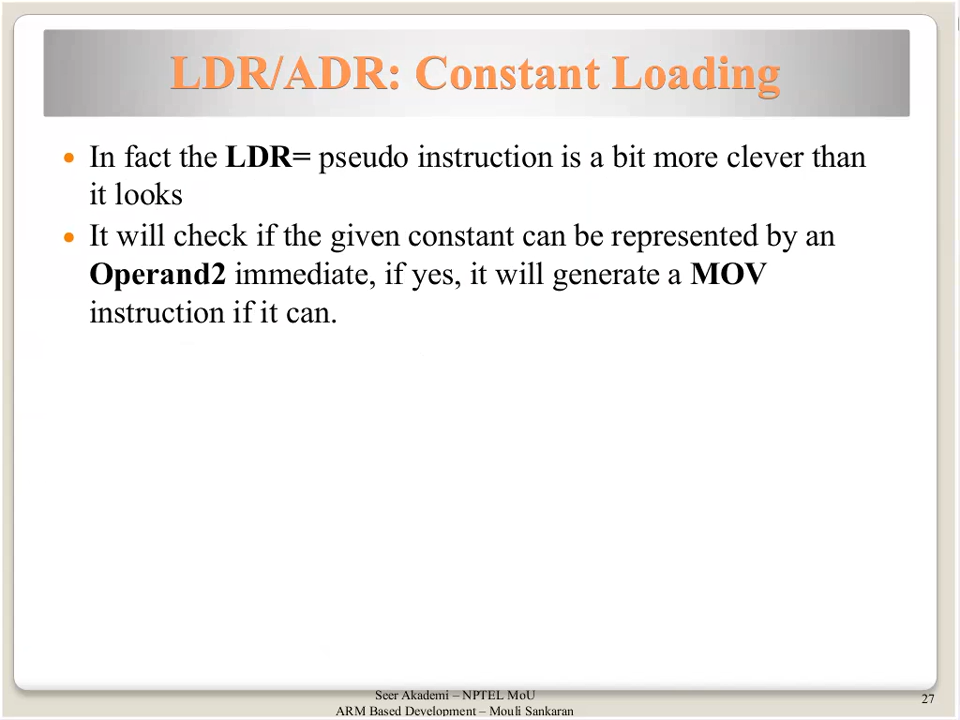 LDR/ADR: Constant Loading
In fact the LDR= pseudo instruction is a bit more clever than
it looks
It will check if the given constant can be represented by an
Operand2 immediate, if yes, it will generate a MOV
instruction if it can.
Seer Akademi – NPTEL MoU
ARM Based Development – Mouli Sankaran
27